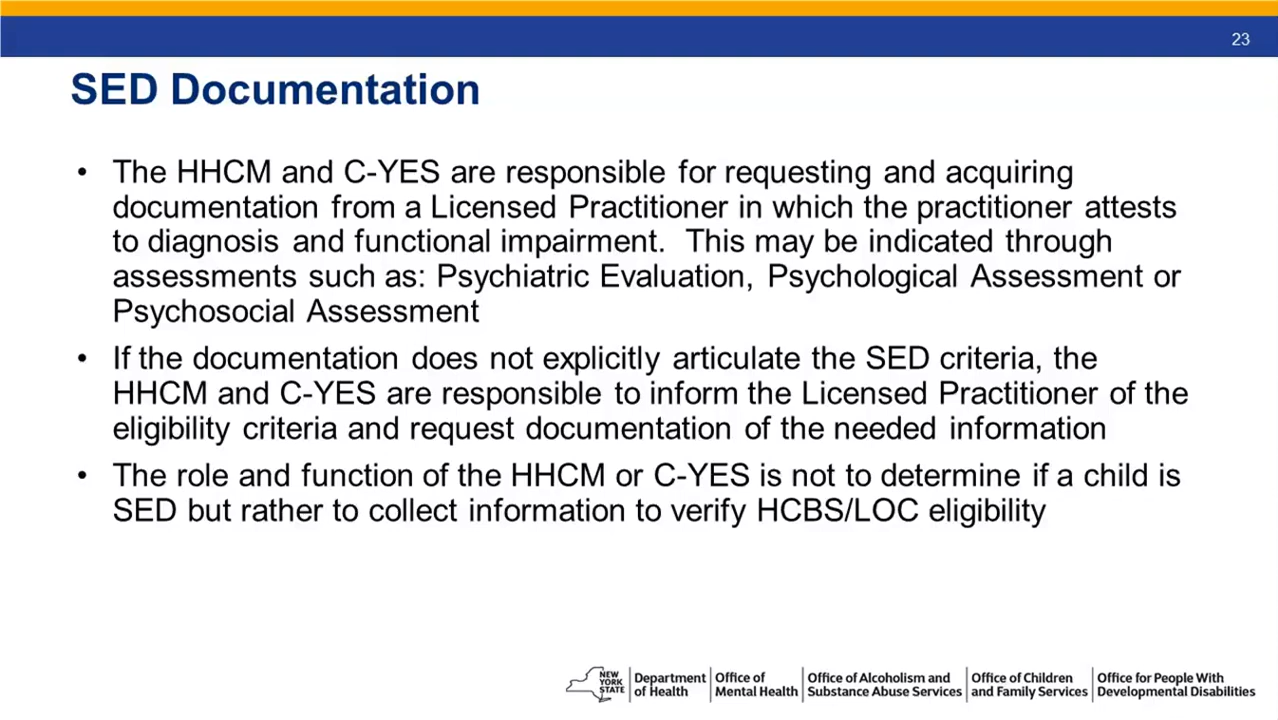 23
SED Documentation
• The HHCM and C-YES are responsible for requesting and acquiring
documentation from a Licensed Practitioner in which the practitioner attests
to diagnosis and functional impairment. This may be indicated through
assessments such as: Psychiatric Evaluation, Psychological Assessment or
Psychosocial Assessment
• If the documentation does not explicitly articulate the SED criteria, the
HHCM and C-YES are responsible to inform the Licensed Practitioner of the
eligibility criteria and request documentation of the needed information
• The role and function of the HHCM or C-YES is not to determine if a child is
SED but rather to collect information to verify HCBS/LOC eligibility
NEW
YORK
STATE
Department
of Health
Office of
Mental Health
Office of Alcoholism and
Substance Abuse Services
Office of Children
and Family Services
Office for People With
Developmental Disabilities